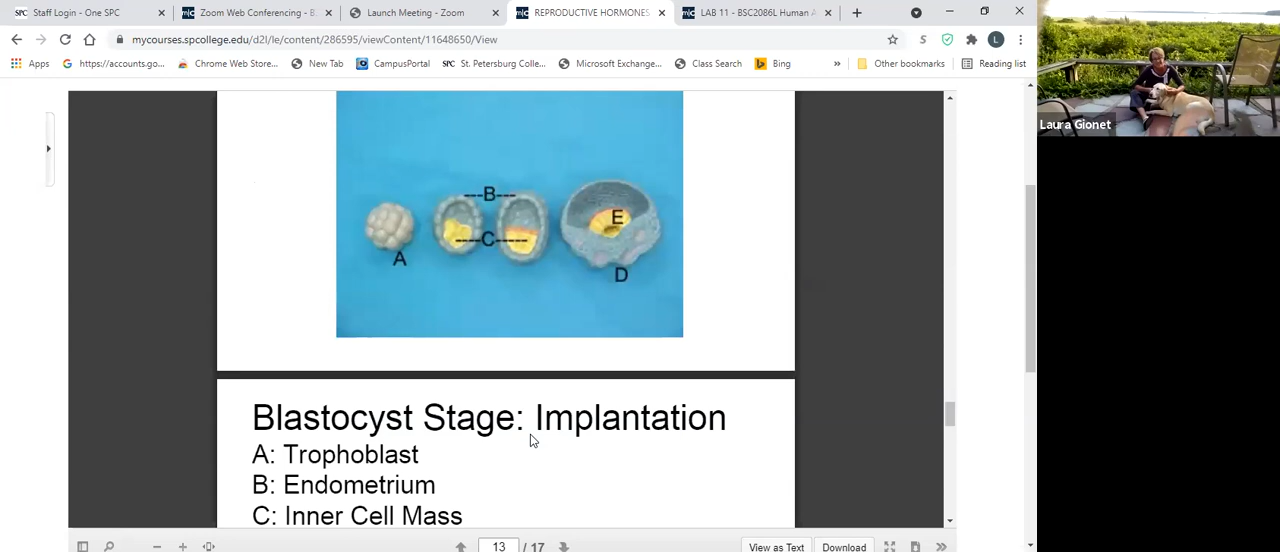 Staff Login - One SPC
Zoom Web Conferencing - B
Launch Meeting - Zoom
REPRODUCTIVE HORMONES
LAB 11 - BSC2086L Human A
mycourses.spcollege.edu/d2l/le/content/286595/viewContent/11648650/View
Apps
https://accounts.go...
Chrome Web Store...
New Tab
CampusPortal
SPC St. Petersburg Colle...
Microsoft Exchange...
Class Search
Bing
»
Other bookmarks
Reading list
Laura Gionet
---B---
E
----C-----
A
D
Blastocyst Stage: Implantation
A: Trophoblast
B: Endometrium
C: Inner Cell Mass
13 / 17
View as Text
Download